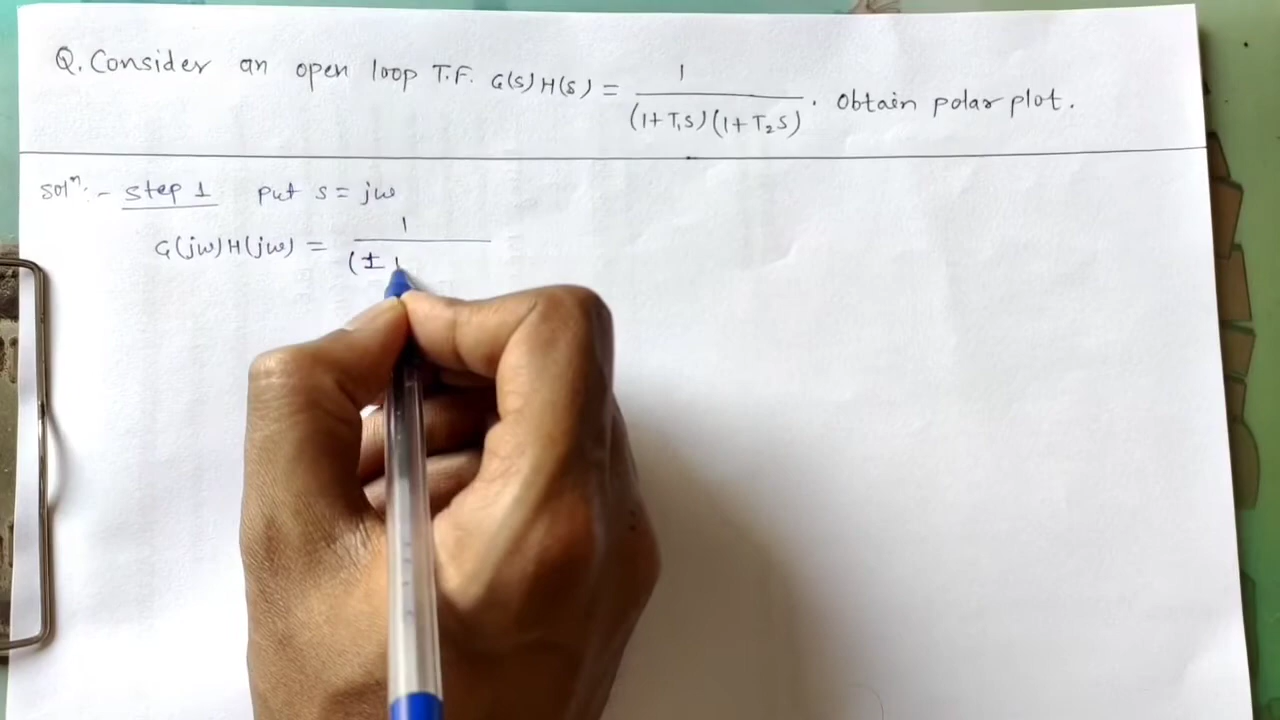 Q. Consider an open loop T.F. G(s)H(s) = 1/((1+T₁s)(1+T₂s)). Obtain polar plot.
Solⁿ:- Step 1 Put s = jω
G(jω)H(jω) = 1/(